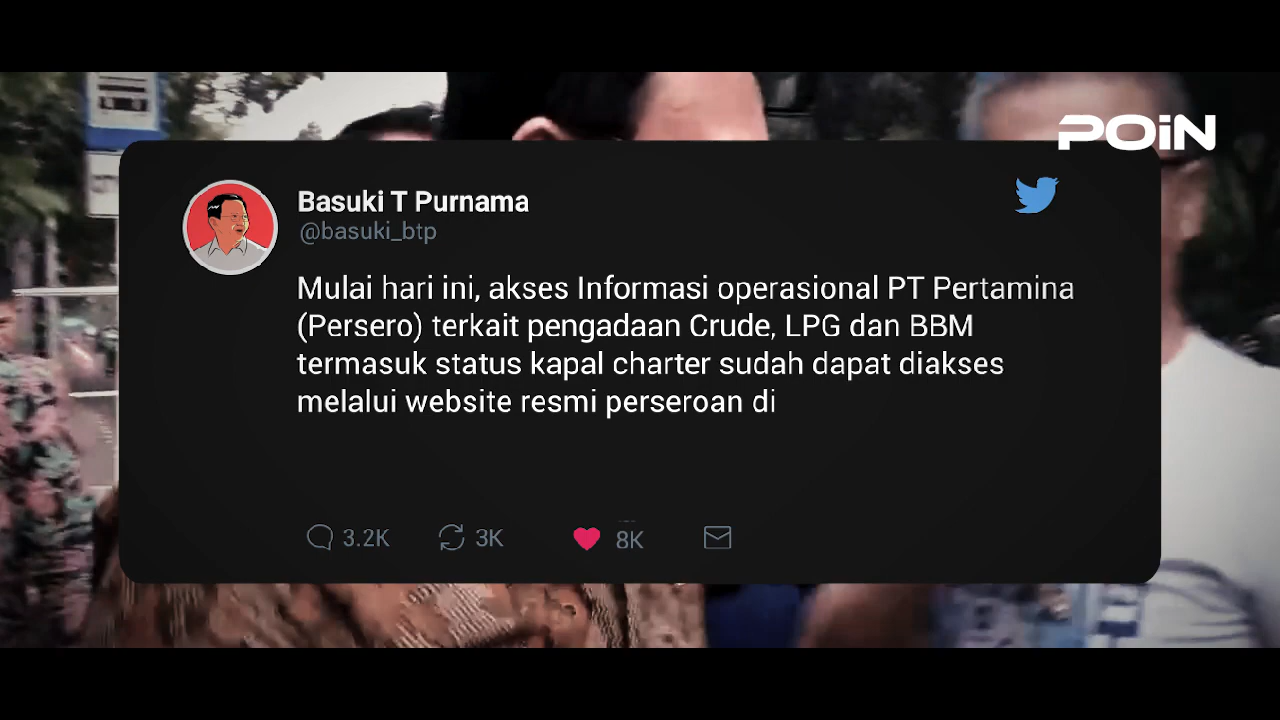 POiN
Basuki T Purnama
@basuki_btp
Mulai hari ini, akses Informasi operasional PT Pertamina
(Persero) terkait pengadaan Crude, LPG dan BBM
termasuk status kapal charter sudah dapat diakses
melalui website resmi perseroan di
3.2K 3K 8K